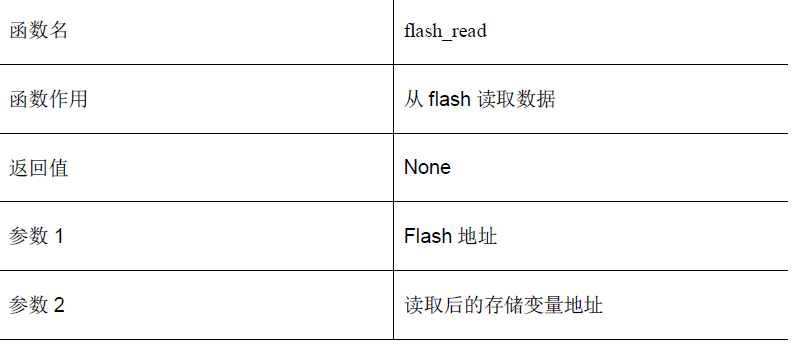 函数名 flash_read
函数作用 从 flash 读取数据
返回值 None
参数 1 Flash 地址
参数 2 读取后的存储变量地址